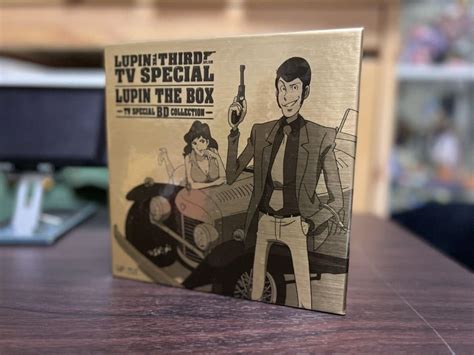 LUPIN THE THIRD
TV SPECIAL
LUPIN THE BOX
– TV SPECIAL BD COLLECTION –